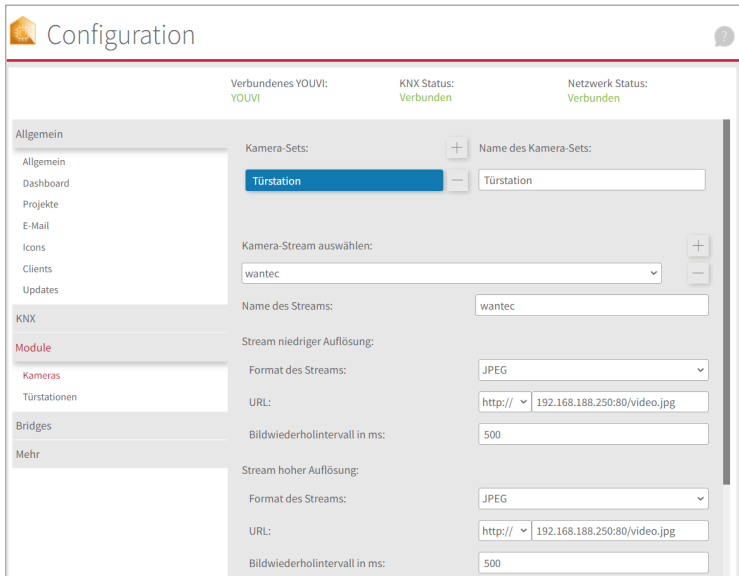 Configuration
?
Verbundenes YOUVI: KNX Status: Netzwerk Status:
YOUVI Verbunden Verbunden
Allgemein
Allgemein
Dashboard
Projekte
E-Mail
Icons
Clients
Updates
KNX
Module
Kameras
Türstationen
Bridges
Mehr
Kamera-Sets: + Name des Kamera-Sets:
Türstation − Türstation
Kamera-Stream auswählen: +
wantec −
Name des Streams: wantec
Stream niedriger Auflösung:
Format des Streams: JPEG
URL: http:// 192.168.188.250:80/video.jpg
Bildwiederholintervall in ms: 500
Stream hoher Auflösung:
Format des Streams: JPEG
URL: http:// 192.168.188.250:80/video.jpg
Bildwiederholintervall in ms: 500